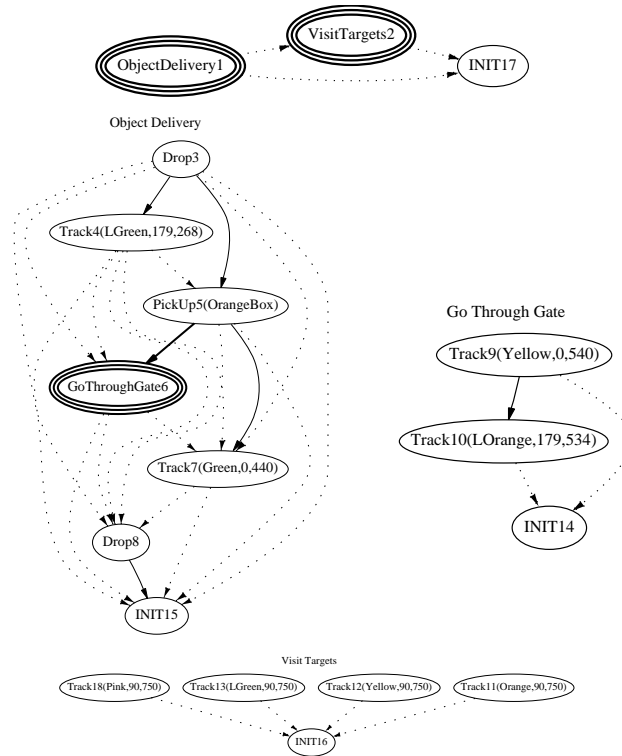 VisitTargets2
ObjectDelivery1
INIT17
Object Delivery
Drop3
Track4(LGreen,179,268)
PickUp5(OrangeBox)
GoThroughGate6
Track7(Green,0,440)
Drop8
INIT15
Go Through Gate
Track9(Yellow,0,540)
Track10(LOrange,179,534)
INIT14
Visit Targets
Track18(Pink,90,750)
Track13(LGreen,90,750)
Track12(Yellow,90,750)
Track11(Orange,90,750)
INIT16